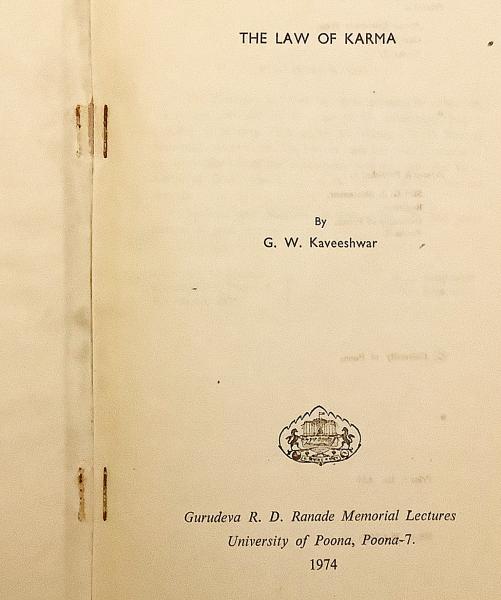 THE LAW OF KARMA
By
G. W. Kaveeshwar
Gurudeva R. D. Ranade Memorial Lectures
University of Poona, Poona-7.
1974